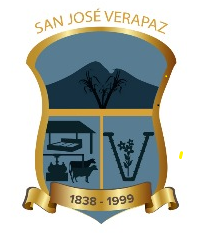 SAN JOSÉ VERAPAZ
V
1838 - 1999